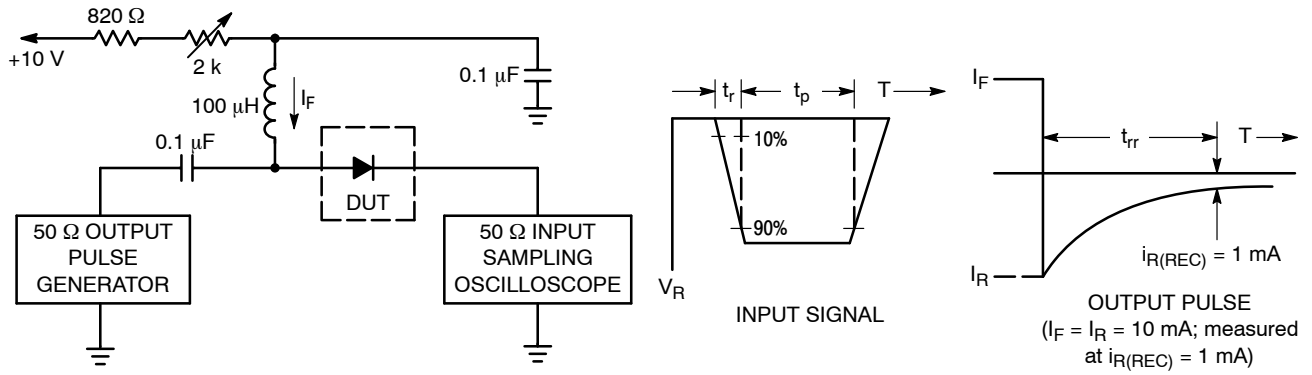 820 Ω
+10 V
2 k
100 μH
I_F
0.1 μF
0.1 μF
DUT
50 Ω OUTPUT
PULSE
GENERATOR
50 Ω INPUT
SAMPLING
OSCILLOSCOPE
t_r
t_p
T
10%
90%
V_R
INPUT SIGNAL
I_F
t_rr
T
I_R
i_R(REC) = 1 mA
OUTPUT PULSE
(I_F = I_R = 10 mA; measured
at i_R(REC) = 1 mA)